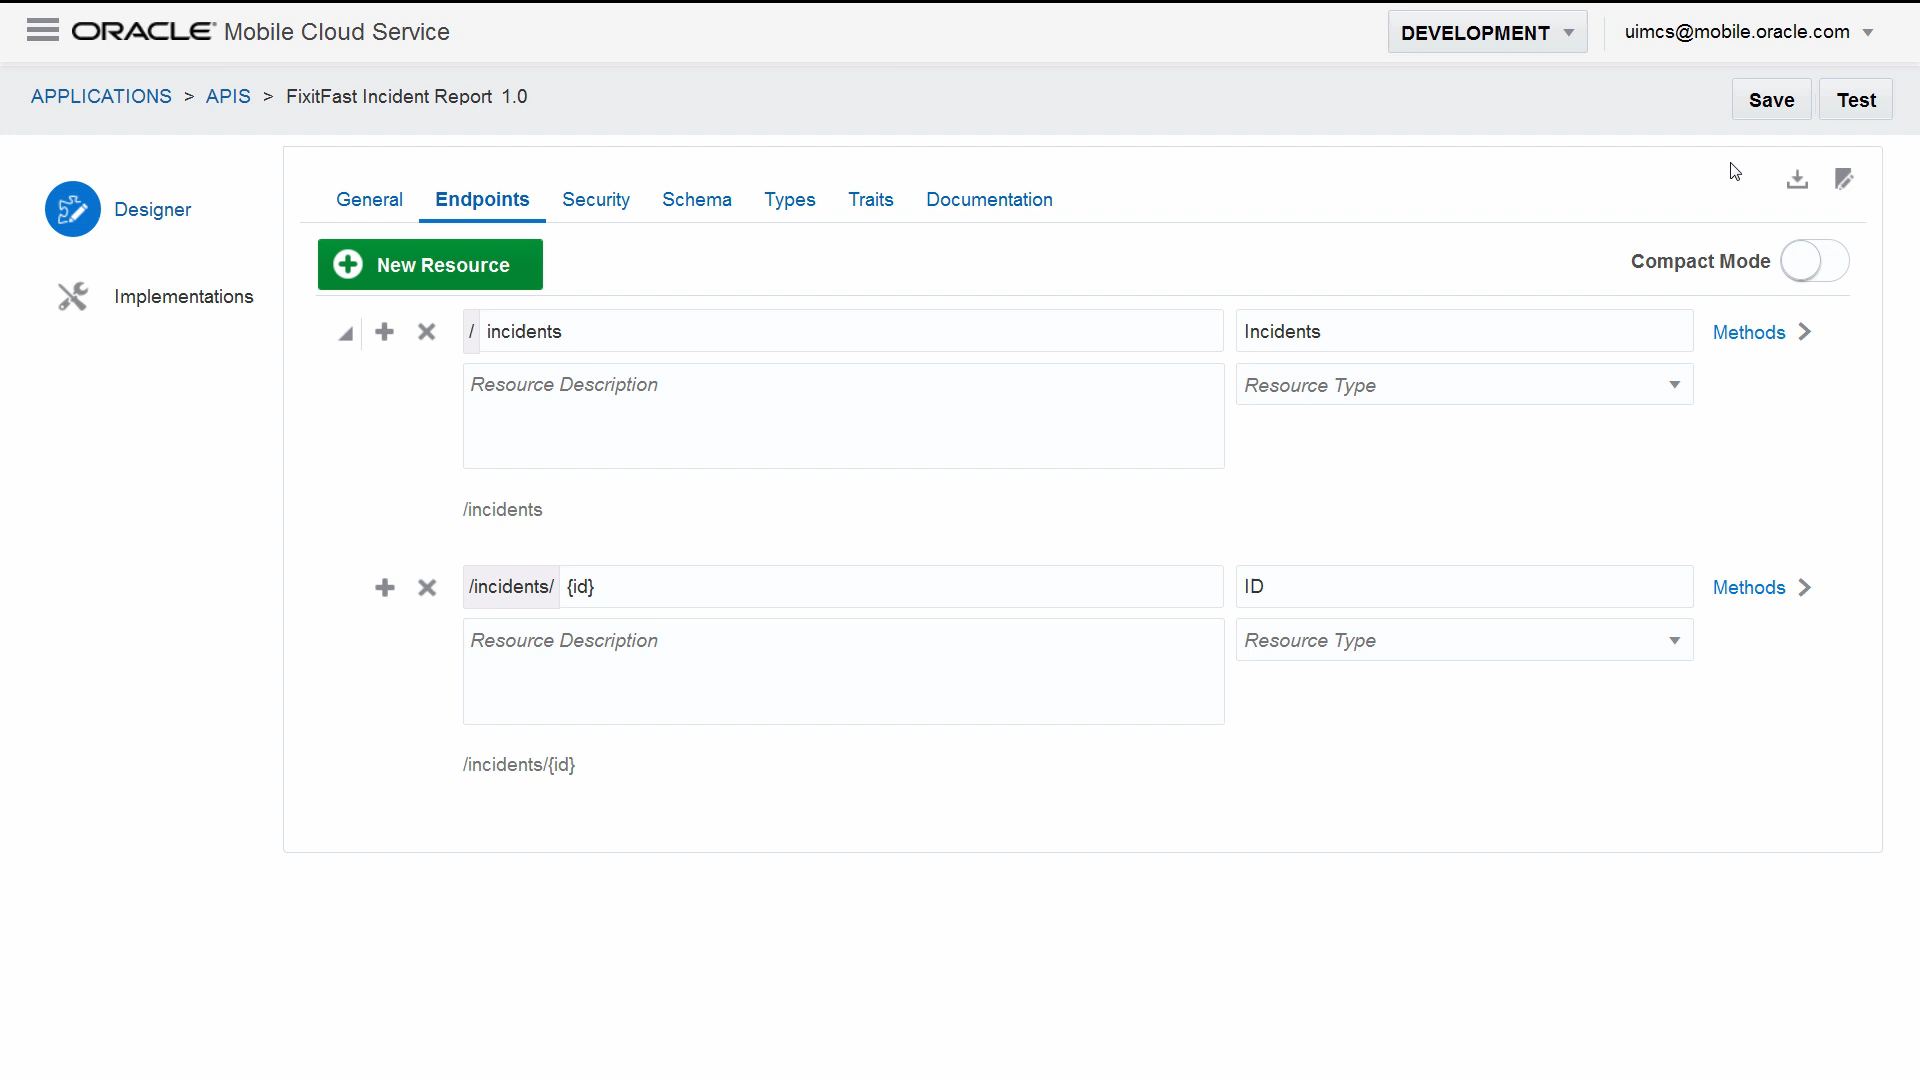 ORACLE® Mobile Cloud Service
DEVELOPMENT
uimcs@mobile.oracle.com
APPLICATIONS > APIS > FixitFast Incident Report 1.0
Save
Test
Designer
Implementations
General
Endpoints
Security
Schema
Types
Traits
Documentation
New Resource
Compact Mode
/ incidents
Incidents
Methods
Resource Description
Resource Type
/incidents
/incidents/ {id}
ID
Methods
Resource Description
Resource Type
/incidents/{id}